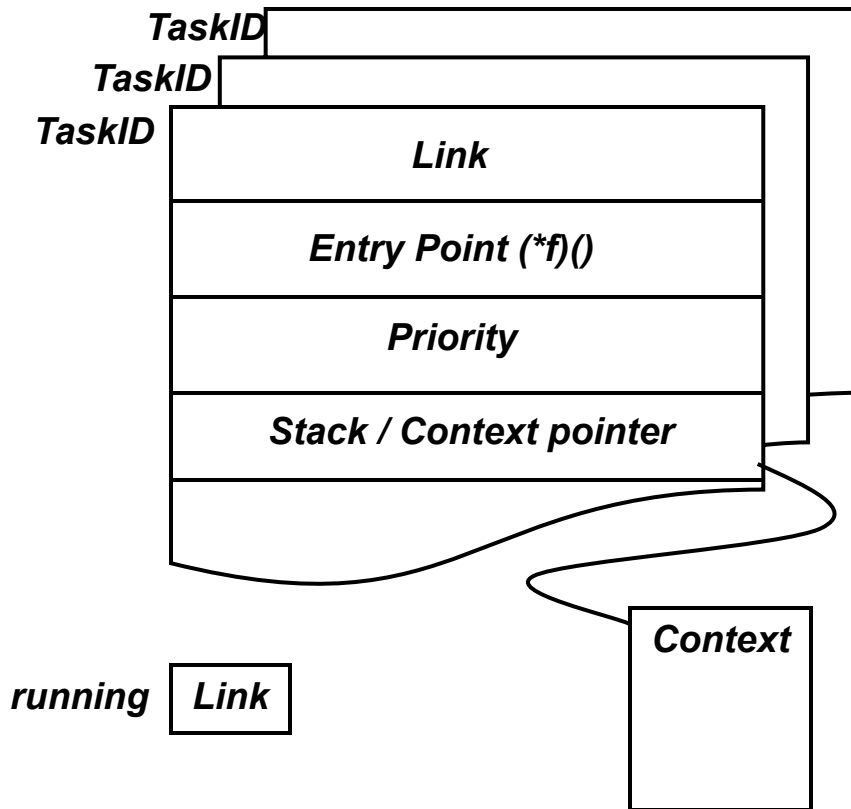 TaskID
TaskID
TaskID
Link
Entry Point (*f)()
Priority
Stack / Context pointer
Context
running Link